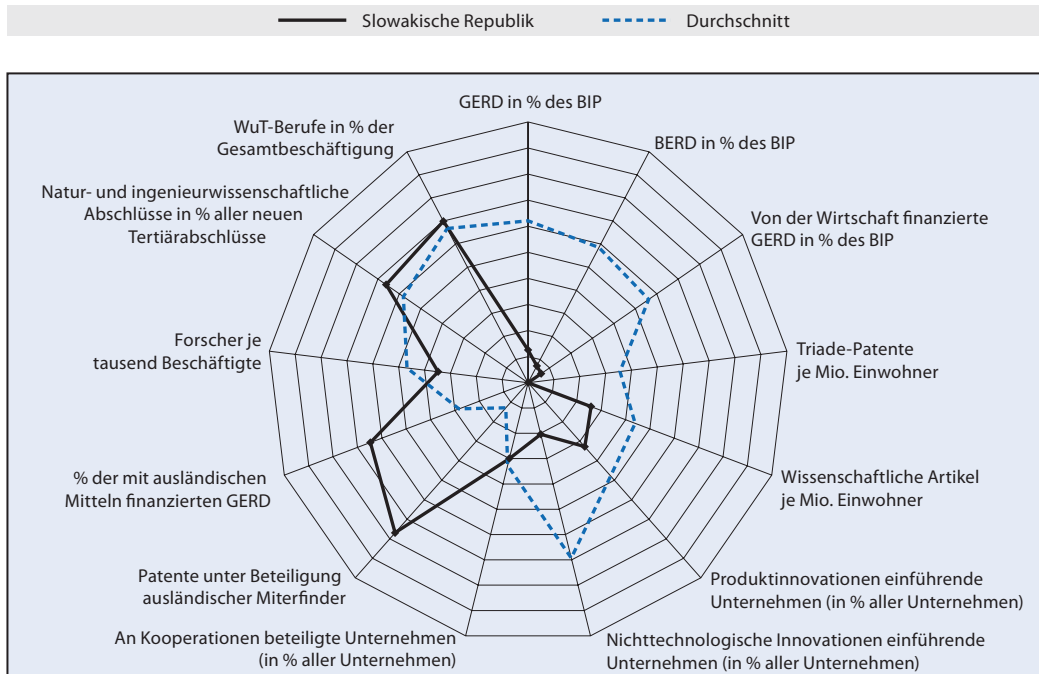 Slowakische Republik
Durchschnitt
GERD in % des BIP
BERD in % des BIP
Von der Wirtschaft finanzierte
GERD in % des BIP
Triade-Patente
je Mio. Einwohner
Wissenschaftliche Artikel
je Mio. Einwohner
Produktinnovationen einführende
Unternehmen (in % aller Unternehmen)
Nichttechnologische Innovationen einführende
Unternehmen (in % aller Unternehmen)
An Kooperationen beteiligte Unternehmen
(in % aller Unternehmen)
Patente unter Beteiligung
ausländischer Miterfinder
% der mit ausländischen
Mitteln finanzierten GERD
Forscher je
tausend Beschäftigte
Natur- und ingenieurwissenschaftliche
Abschlüsse in % aller neuen
Tertiärabschlüsse
WuT-Berufe in % der
Gesamtbeschäftigung